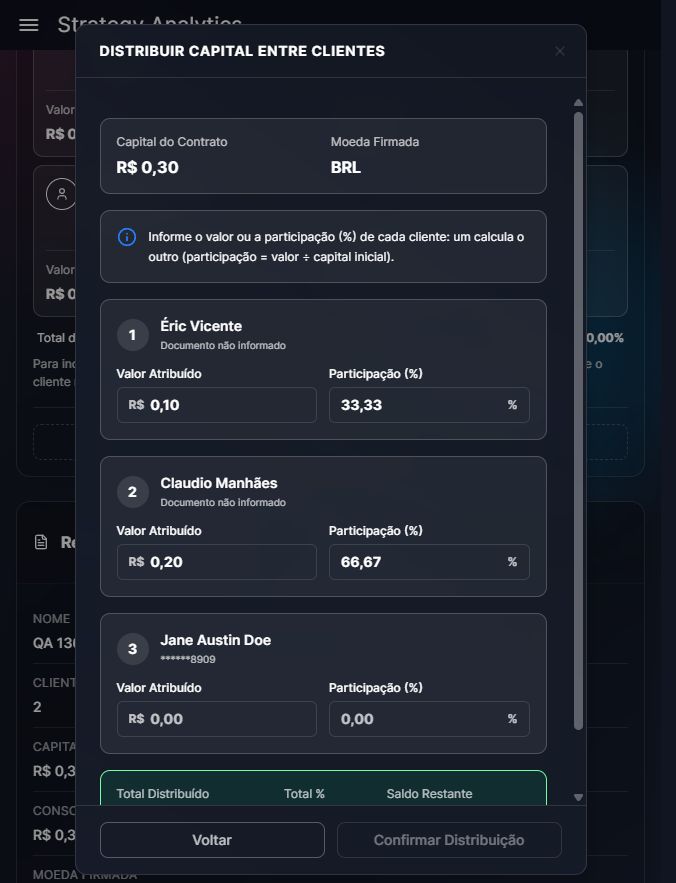 Strategy Analytics
DISTRIBUIR CAPITAL ENTRE CLIENTES
Capital do Contrato
Moeda Firmada
R$ 0,30
BRL
Informe o valor ou a participação (%) de cada cliente: um calcula o
outro (participação = valor ÷ capital inicial).
1
Éric Vicente
Documento não informado
Valor Atribuído
Participação (%)
R$ 0,10
33,33 %
2
Claudio Manhães
Documento não informado
Valor Atribuído
Participação (%)
R$ 0,20
66,67 %
3
Jane Austin Doe
******8909
Valor Atribuído
Participação (%)
R$ 0,00
0,00 %
Total Distribuído
Total %
Saldo Restante
Voltar
Confirmar Distribuição
Valor
R$ 0
Valor
R$ 0
Total d
0,00%
e o
cliente
NOME
QA 130
CLIENT
2
CAPITA
R$ 0,3
CONSO
R$ 0,3
MOEDA FIRMADA